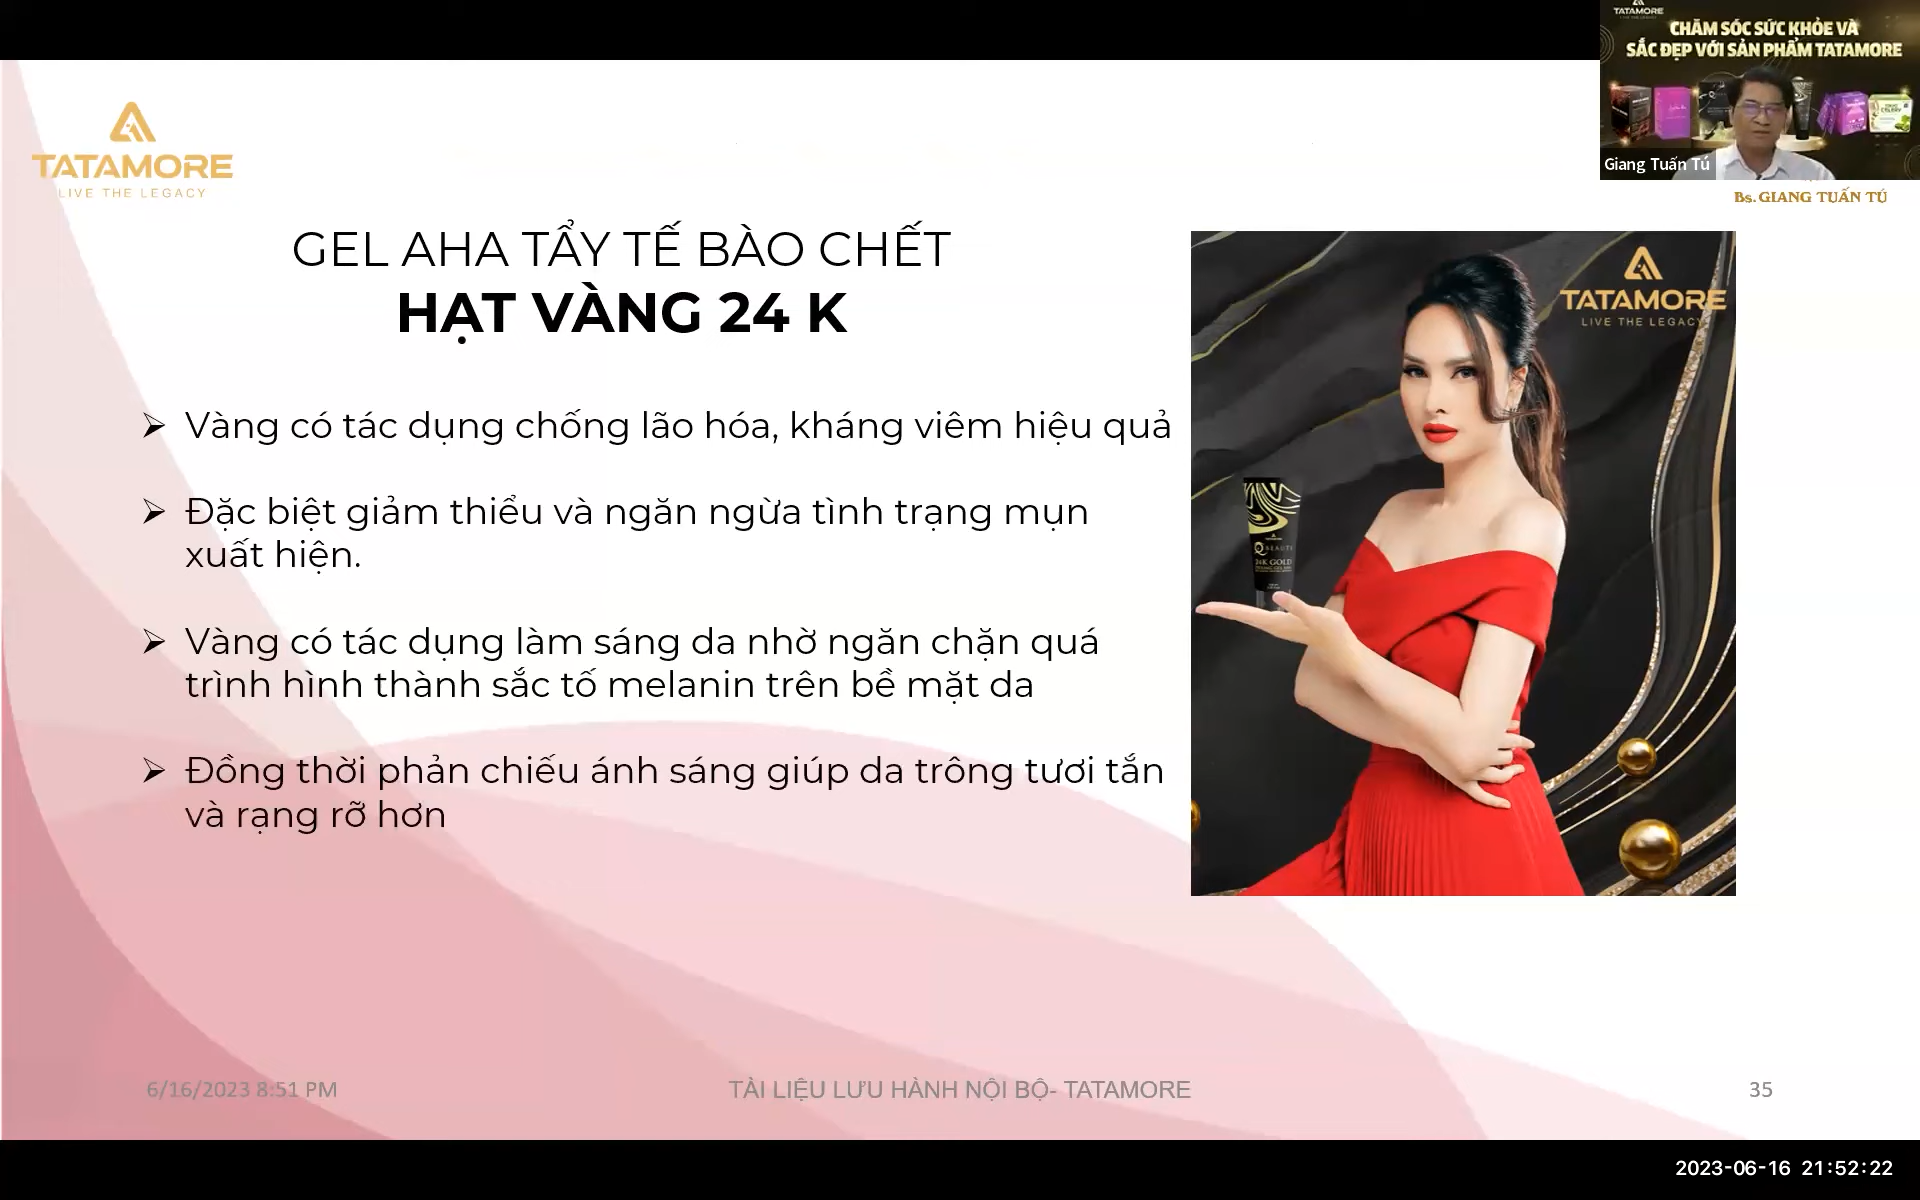 TATAMORE
CHĂM SÓC SỨC KHỎE VÀ
SẮC ĐẸP VỚI SẢN PHẨM TATAMORE
Giang Tuấn Tú
Bs. GIANG TUẤN TÚ
TATAMORE
LIVE THE LEGACY
GEL AHA TẨY TẾ BÀO CHẾT
HẠT VÀNG 24 K
➢ Vàng có tác dụng chống lão hóa, kháng viêm hiệu quả
➢ Đặc biệt giảm thiểu và ngăn ngừa tình trạng mụn
xuất hiện.
➢ Vàng có tác dụng làm sáng da nhờ ngăn chặn quá
trình hình thành sắc tố melanin trên bề mặt da
➢ Đồng thời phản chiếu ánh sáng giúp da trông tươi tắn
và rạng rỡ hơn
TATAMORE
LIVE THE LEGACY
BEAUTI
24K GOLD
6/16/2023 8:51 PM
TÀI LIỆU LƯU HÀNH NỘI BỘ- TATAMORE
35
2023-06-16 21:52:22